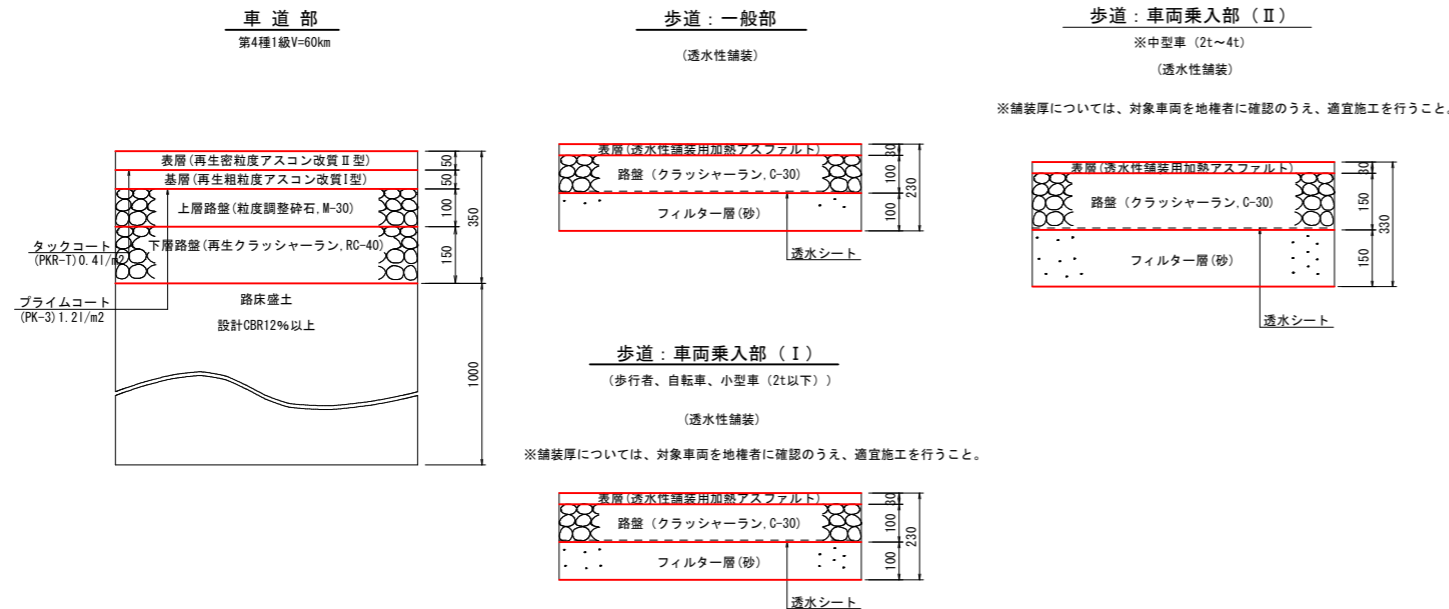 車 道 部
第4種1級V=60km
表層(再生密粒度アスコン改質Ⅱ型)
基層(再生粗粒度アスコン改質Ⅰ型)
上層路盤(粒度調整砕石,M-30)
下層路盤(再生クラッシャーラン,RC-40)
タックコート
(PKR-T)0.4l/m2
プライムコート
(PK-3)1.2l/m2
路床盛土
設計CBR12%以上
50
50
100
150
350
1000
歩道：一般部
(透水性舗装)
表層(透水性舗装用加熱アスファルト)
路盤（クラッシャーラン,C-30)
フィルター層(砂)
透水シート
30
100
100
230
歩道：車両乗入部（Ⅰ）
(歩行者、自転車、小型車（2t以下）)
(透水性舗装)
※舗装厚については、対象車両を地権者に確認のうえ、適宜施工を行うこと。
表層(透水性舗装用加熱アスファルト)
路盤（クラッシャーラン,C-30)
フィルター層(砂)
透水シート
30
100
100
230
歩道：車両乗入部（Ⅱ）
※中型車（2t～4t)
(透水性舗装)
※舗装厚については、対象車両を地権者に確認のうえ、適宜施工を行うこと。
表層(透水性舗装用加熱アスファルト)
路盤（クラッシャーラン,C-30)
フィルター層(砂)
透水シート
30
150
150
330